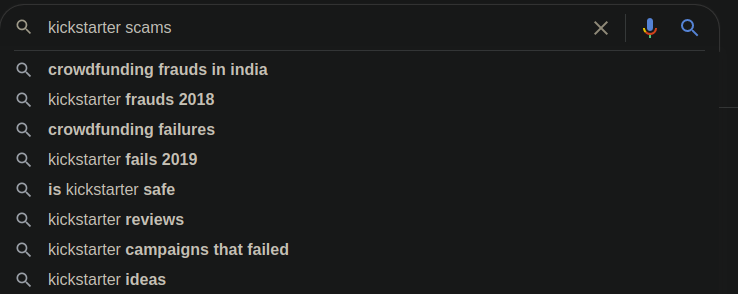 kickstarter scams
crowdfunding frauds in india
kickstarter frauds 2018
crowdfunding failures
kickstarter fails 2019
is kickstarter safe
kickstarter reviews
kickstarter campaigns that failed
kickstarter ideas